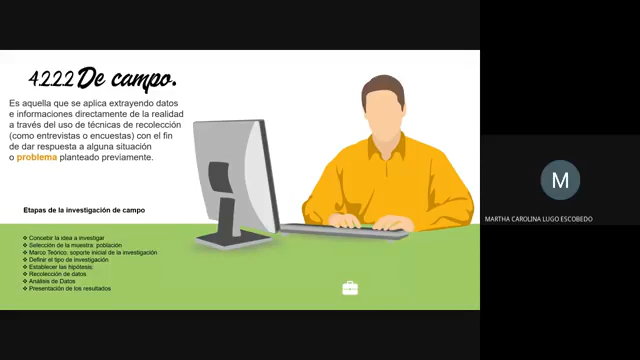 4.2.2.2 De campo.
Es aquella que se aplica extrayendo datos
e informaciones directamente de la realidad
a través del uso de técnicas de recolección
(como entrevistas o encuestas) con el fin
de dar respuesta a alguna situación
o problema planteado previamente.
Etapas de la investigación de campo
❖ Concebir la idea a investigar
❖ Selección de la muestra: población
❖ Marco Teórico: soporte inicial de la investigación
❖ Definir el tipo de investigación
❖ Establecer las hipótesis:
❖ Recolección de datos
❖ Análisis de Datos
❖ Presentación de los resultados
M
MARTHA CAROLINA LUGO ESCOBEDO